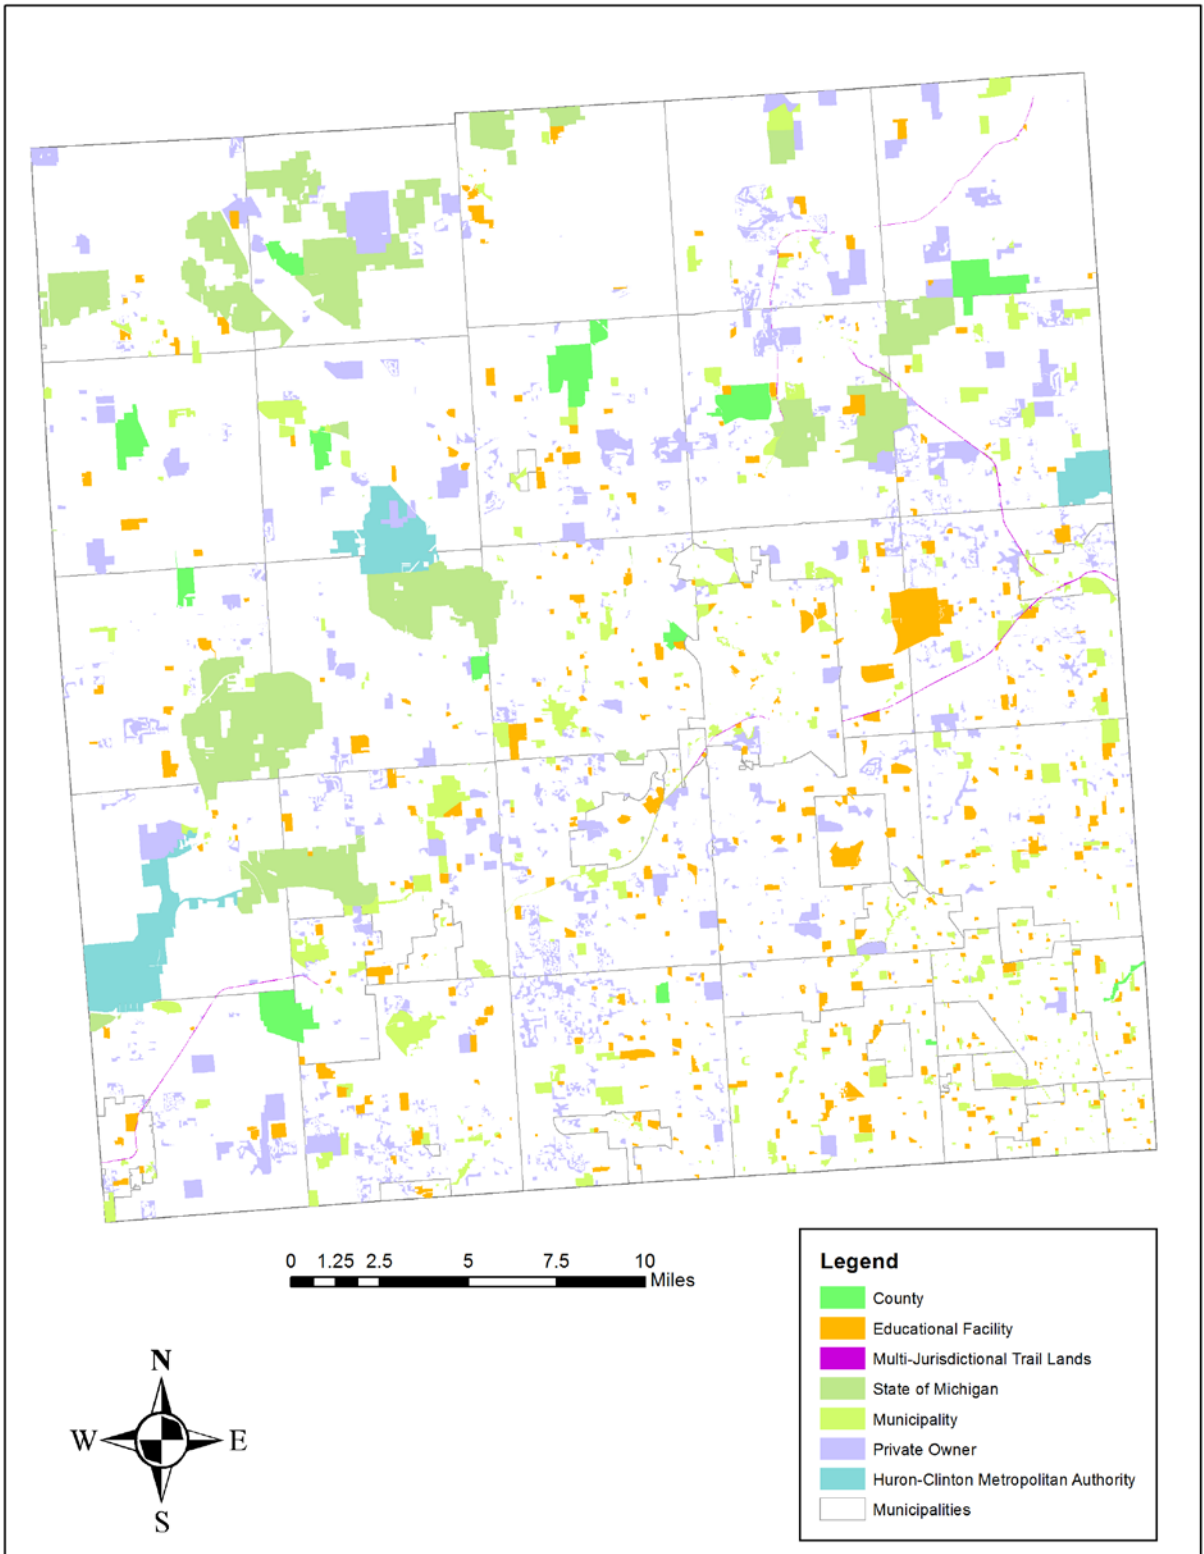 0 1.25 2.5 5 7.5 10
Miles
Legend
County
Educational Facility
Multi-Jurisdictional Trail Lands
State of Michigan
Municipality
Private Owner
Huron-Clinton Metropolitan Authority
Municipalities
N
W E
S